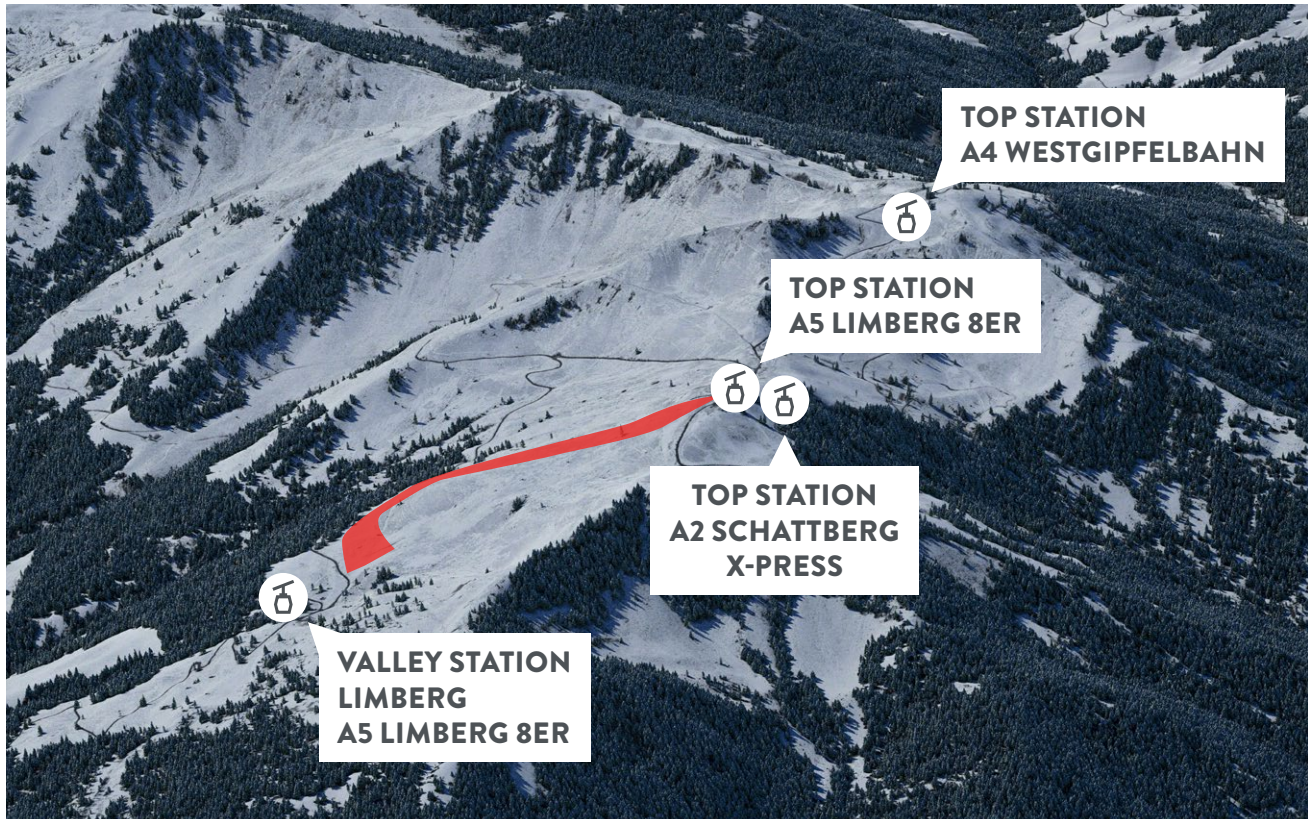 TOP STATION
A4 WESTGIPFELBAHN
TOP STATION
A5 LIMBERG 8ER
TOP STATION
A2 SCHATTBERG
X-PRESS
VALLEY STATION
LIMBERG
A5 LIMBERG 8ER